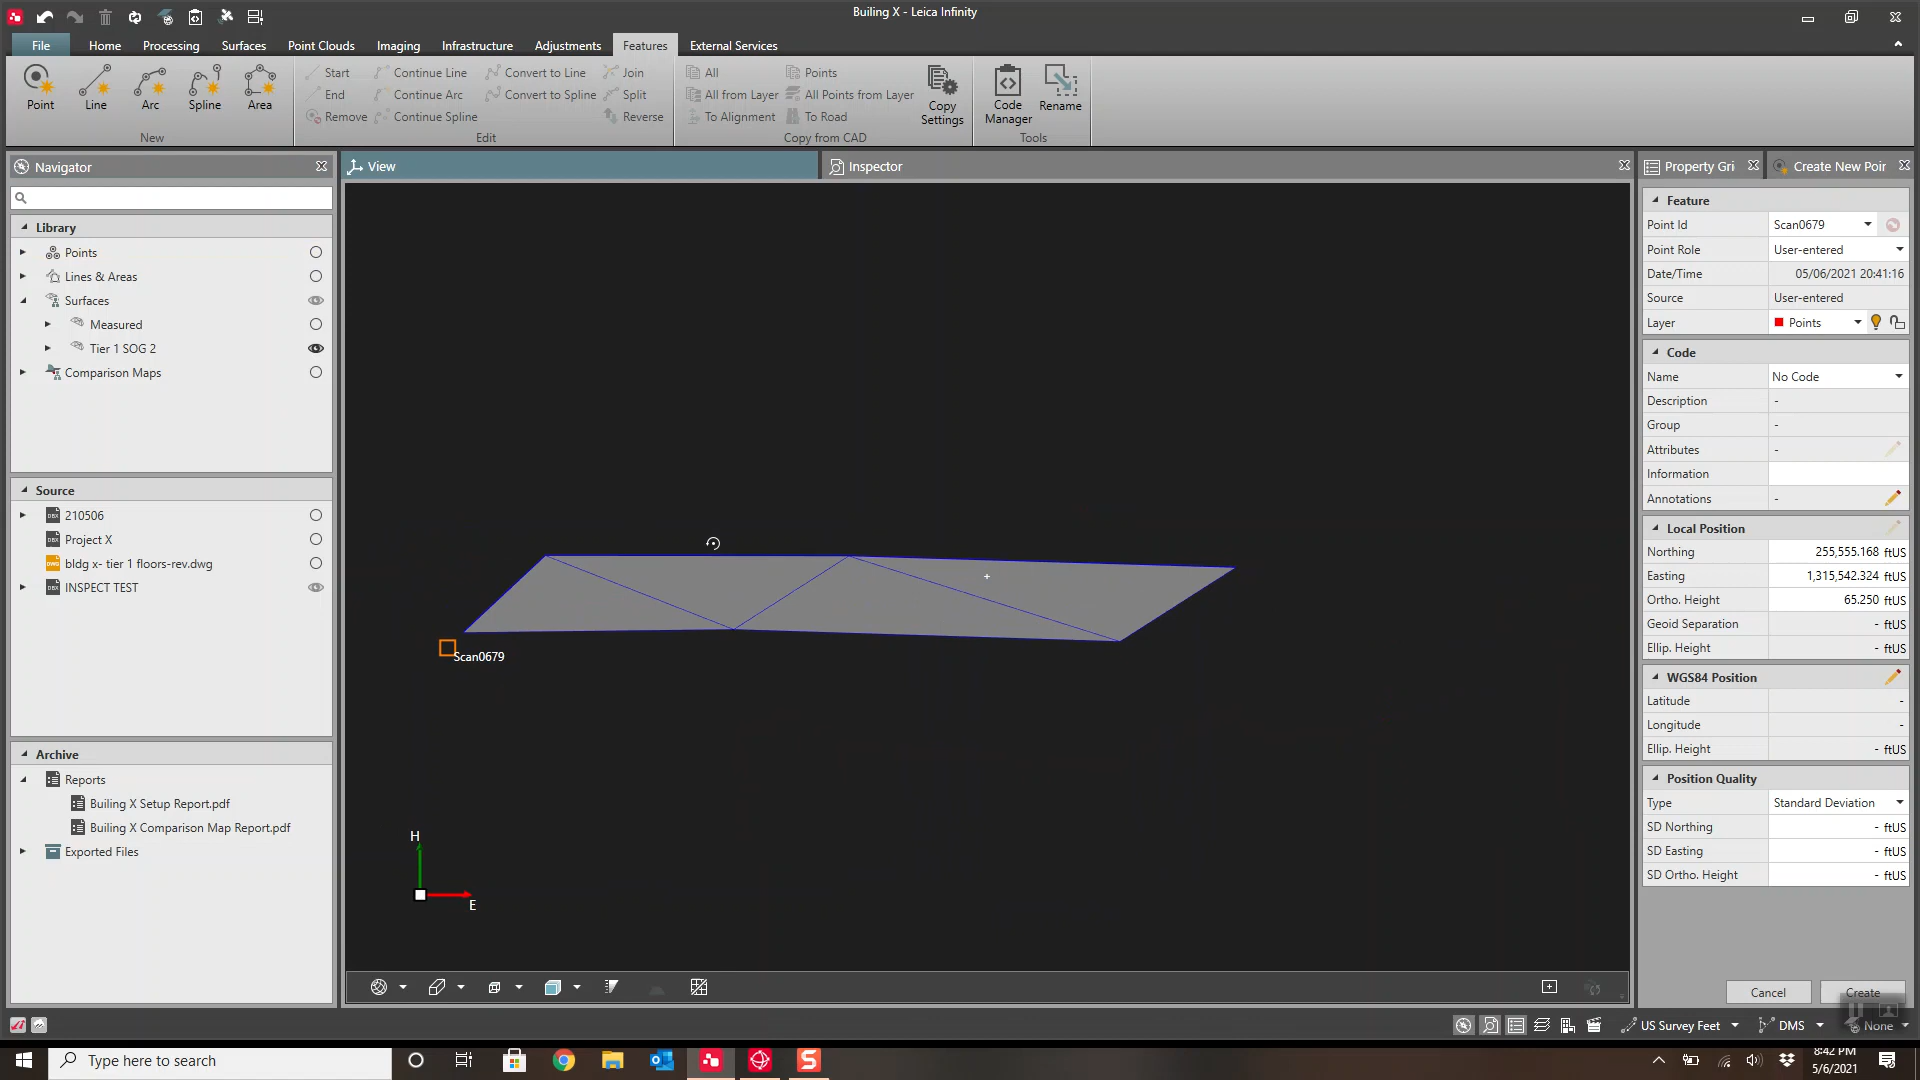 Builing X - Leica Infinity
File Home Processing Surfaces Point Clouds Imaging Infrastructure Adjustments Features External Services
Point Line Arc Spline Area
New
Start Continue Line Convert to Line Join
End Continue Arc Convert to Spline Split
Remove Continue Spline Reverse
Edit
All Points
All from Layer All Points from Layer
To Alignment To Road
Copy Settings
Copy from CAD
Code Manager Rename
Tools
Navigator
Library
Points
Lines & Areas
Surfaces
Measured
Tier 1 SOG 2
Comparison Maps
Source
DBX 210506
DBX Project X
DWG bldg x- tier 1 floors-rev.dwg
DBX INSPECT TEST
Archive
Reports
Builing X Setup Report.pdf
Builing X Comparison Map Report.pdf
Exported Files
View
Inspector
Scan0679
H
E
Property Gri
Create New Poir
Feature
Point Id Scan0679
Point Role User-entered
Date/Time 05/06/2021 20:41:16
Source User-entered
Layer Points
Code
Name No Code
Description -
Group -
Attributes -
Information
Annotations -
Local Position
Northing 255,555.168 ftUS
Easting 1,315,542.324 ftUS
Ortho. Height 65.250 ftUS
Geoid Separation - ftUS
Ellip. Height - ftUS
WGS84 Position
Latitude -
Longitude -
Ellip. Height - ftUS
Position Quality
Type Standard Deviation
SD Northing - ftUS
SD Easting - ftUS
SD Ortho. Height - ftUS
Cancel Create
US Survey Feet DMS None
Type here to search
8:42 PM
5/6/2021